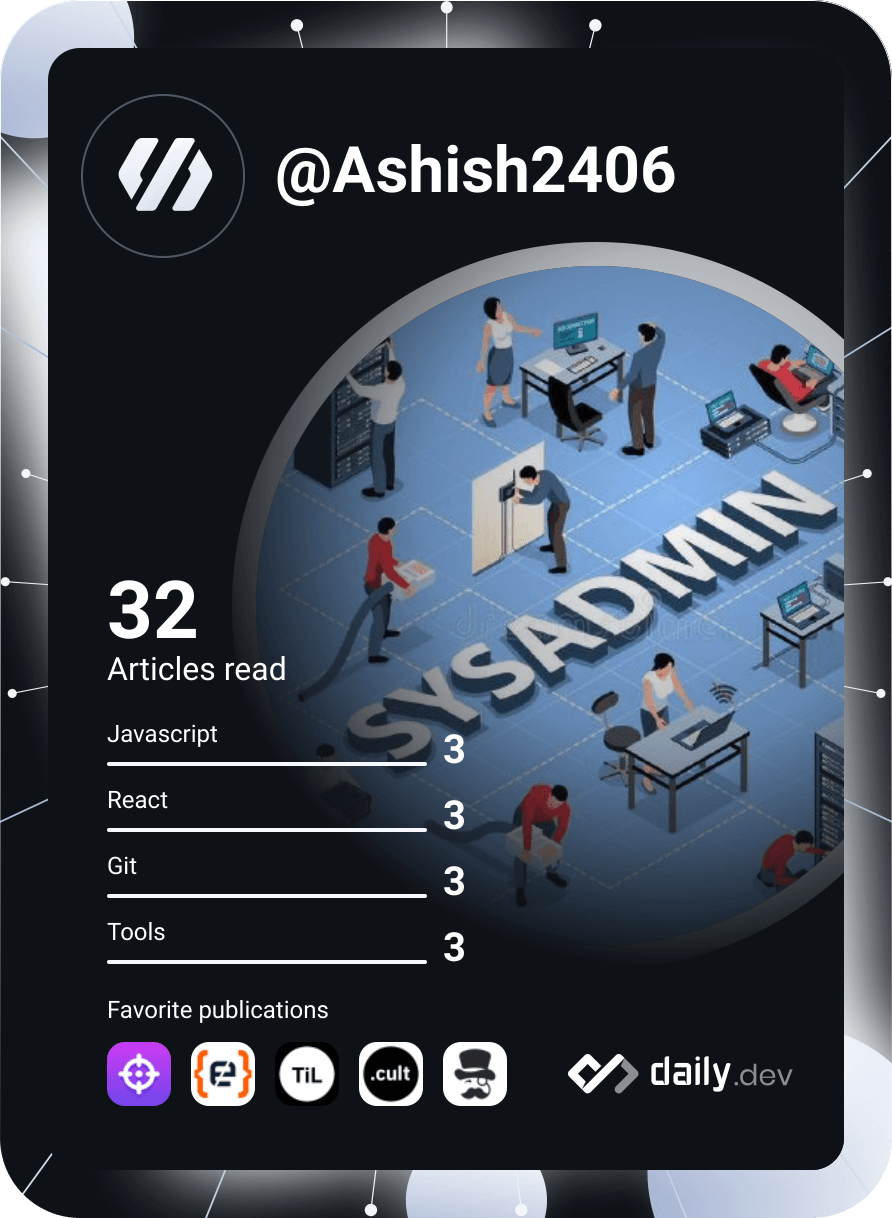 @Ashish2406
SYSADMIN
32
Articles read
Javascript
3
React
3
Git
3
Tools
3
Favorite publications
TiL
.cult
daily.dev